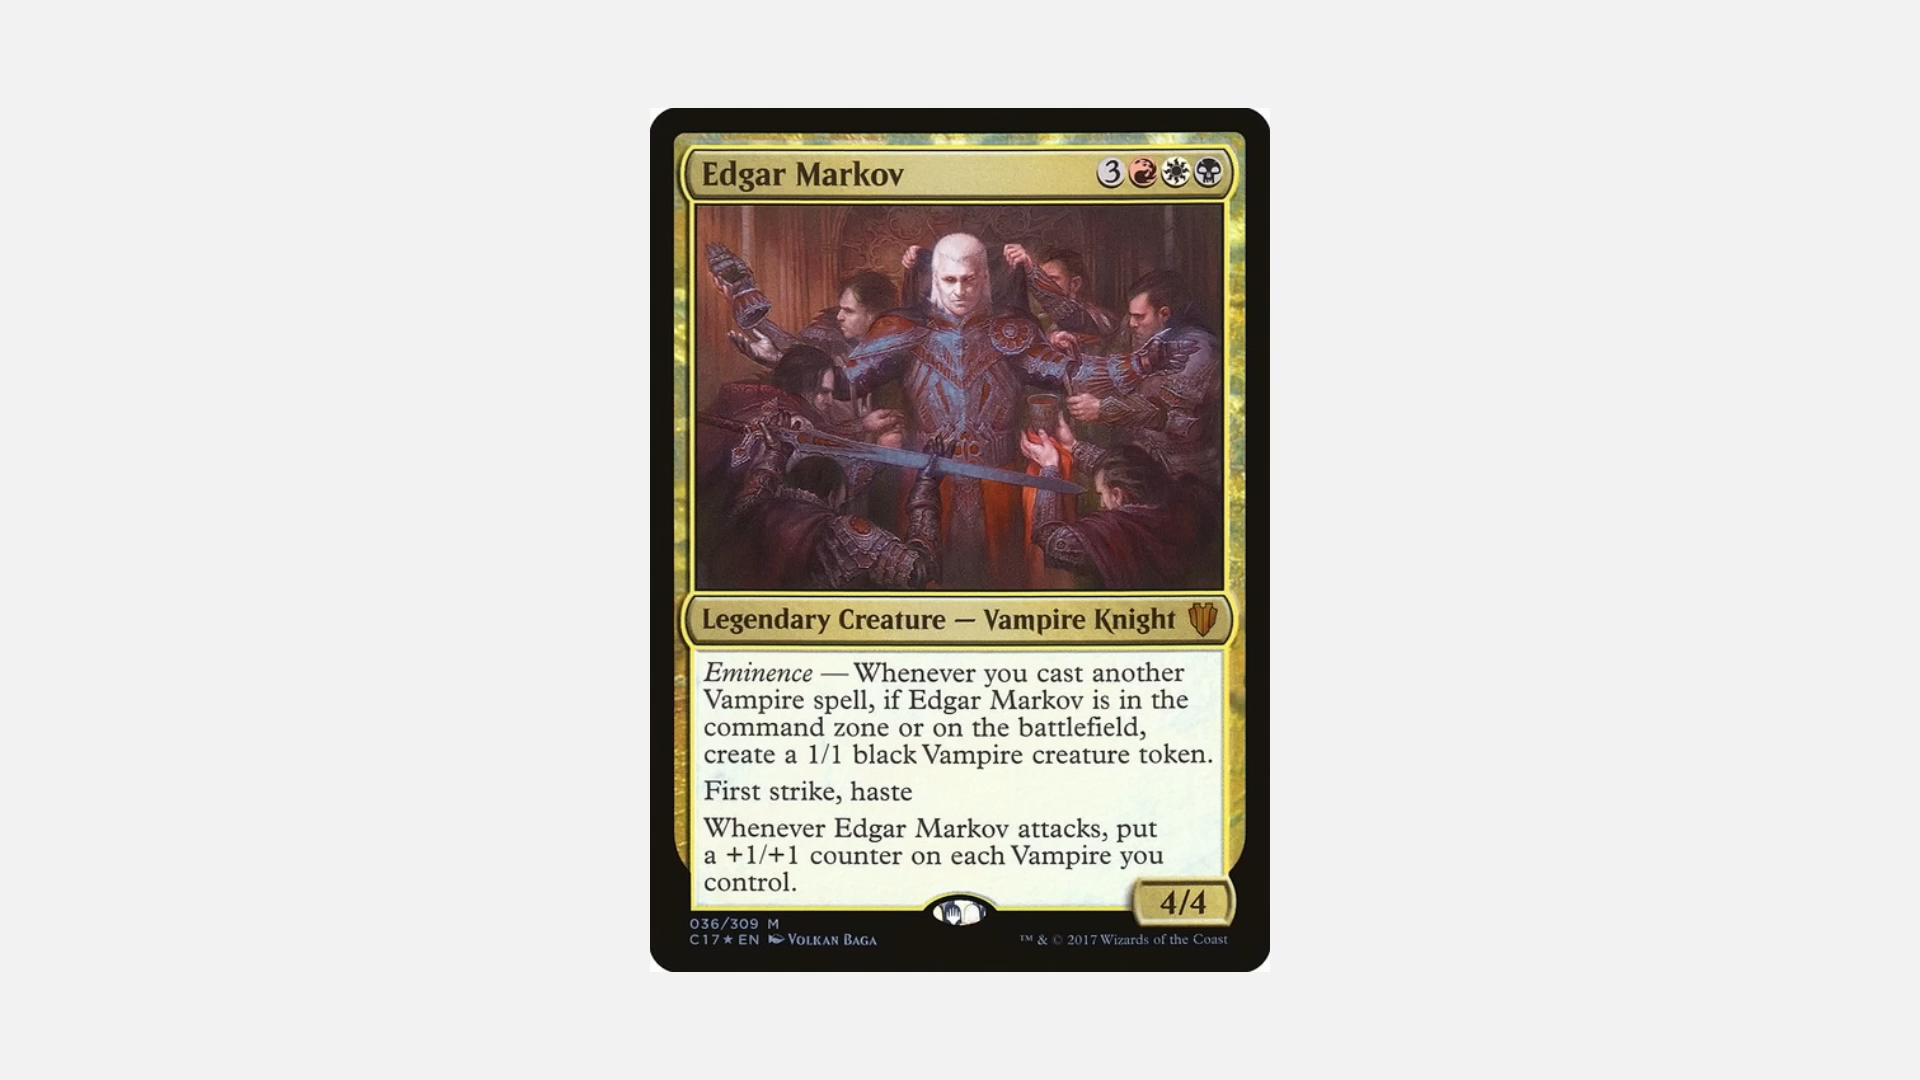 Edgar Markov 3
Legendary Creature — Vampire Knight
Eminence — Whenever you cast another
Vampire spell, if Edgar Markov is in the
command zone or on the battlefield,
create a 1/1 black Vampire creature token.
First strike, haste
Whenever Edgar Markov attacks, put
a +1/+1 counter on each Vampire you
control.
4/4
036/309 M
C17★EN Volkan Baga
™ & © 2017 Wizards of the Coast